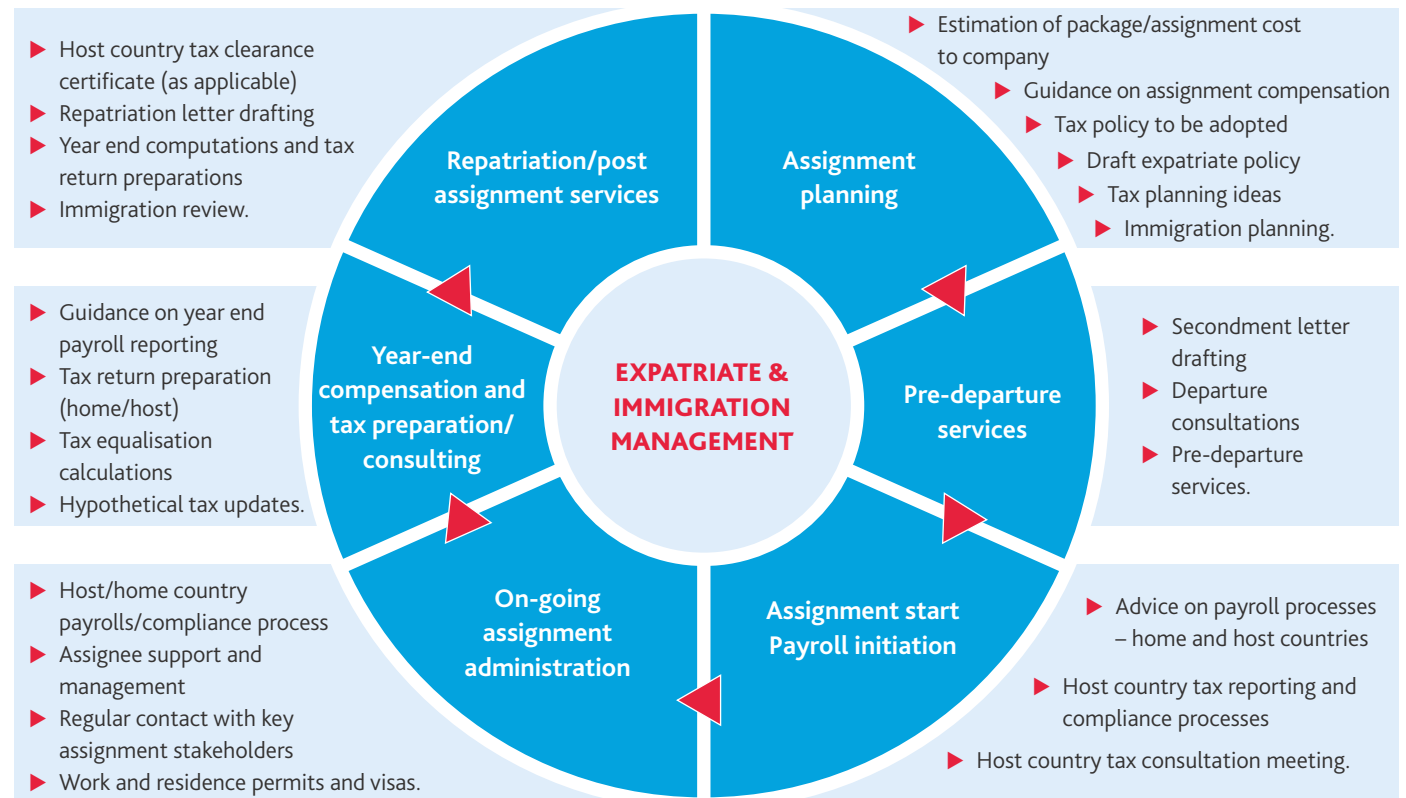 Host country tax clearance
certificate (as applicable)
Repatriation letter drafting
Year end computations and tax
return preparations
Immigration review.
Repatriation/post
assignment services
Assignment
planning
Estimation of package/assignment cost
to company
Guidance on assignment compensation
Tax policy to be adopted
Draft expatriate policy
Tax planning ideas
Immigration planning.
Guidance on year end
payroll reporting
Tax return preparation
(home/host)
Tax equalisation
calculations
Hypothetical tax updates.
Year-end
compensation and
tax preparation/
consulting
EXPATRIATE &
IMMIGRATION
MANAGEMENT
Pre-departure
services
Secondment letter
drafting
Departure
consultations
Pre-departure
services.
Host/home country
payrolls/compliance process
Assignee support and
management
Regular contact with key
assignment stakeholders
Work and residence permits and visas.
On-going
assignment
administration
Assignment start
Payroll initiation
Advice on payroll processes
– home and host countries
Host country tax reporting and
compliance processes
Host country tax consultation meeting.